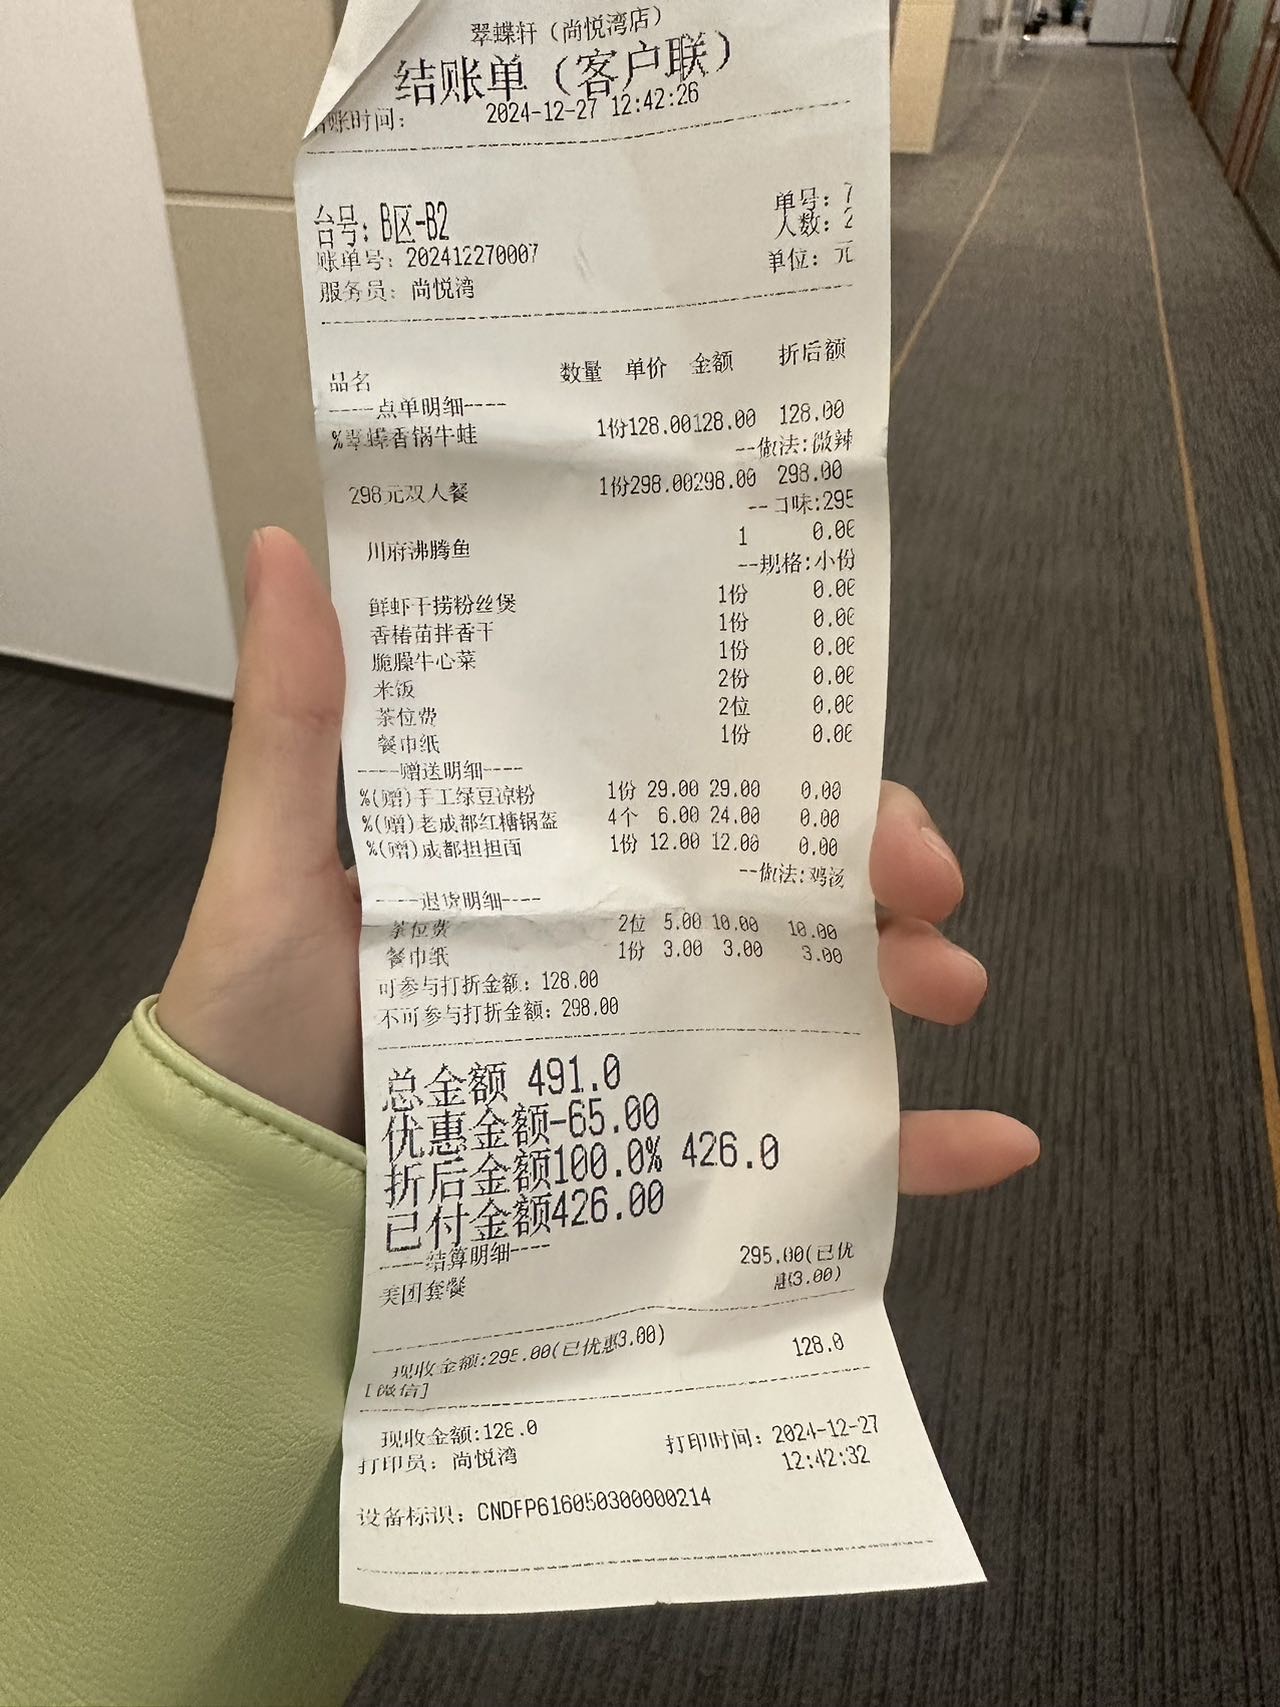 翠蝶轩（尚悦湾店）
结账单（客户联）
结账时间： 2024-12-27 12:42:26
台号：B区-B2 单号：7
人数：2
账单号：202412270007
单位：元
服务员：尚悦湾
品名 数量 单价 金额 折后额
----点单明细----
%翠蝶香锅牛蛙 1份128.00128.00 128.00
--做法:微辣
298元双人餐 1份298.00298.00 298.00
--口味:295
川府沸腾鱼 1 0.00
--规格:小份
鲜虾干捞粉丝煲 1份 0.00
香椿苗拌香干 1份 0.00
脆臊牛心菜 1份 0.00
米饭 2份 0.00
茶位费 2位 0.00
餐巾纸 1份 0.00
----赠送明细----
%(赠)手工绿豆凉粉 1份 29.00 29.00 0.00
%(赠)老成都红糖锅盔 4个 6.00 24.00 0.00
%(赠)成都担担面 1份 12.00 12.00 0.00
--做法:鸡汤
----退货明细----
茶位费 2位 5.00 10.00 10.00
餐巾纸 1份 3.00 3.00 3.00
可参与打折金额：128.00
不可参与打折金额：298.00
总金额 491.0
优惠金额-65.00
折后金额100.0% 426.0
已付金额426.00
----结算明细----
美团套餐 295.00(已优
惠3.00)
现收金额:295.00(已优惠3.00)
[微信] 128.0
现收金额:128.0
打印员：尚悦湾 打印时间：2024-12-27
12:42:32
设备标识：CNDFP616050300000214